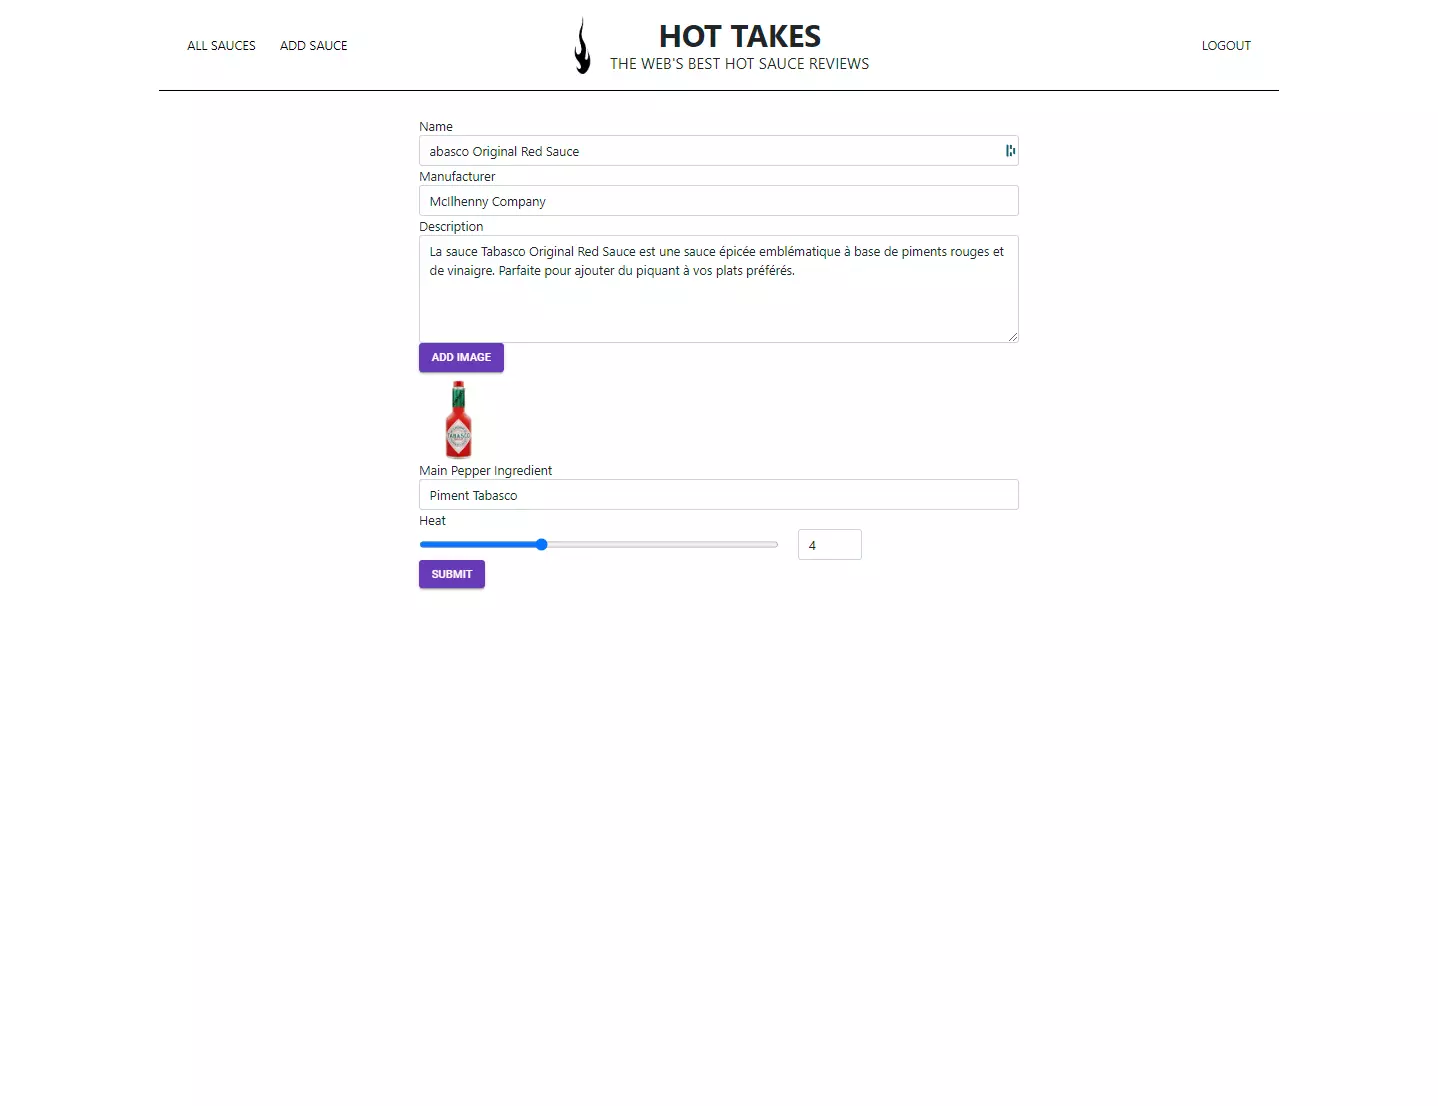 ALL SAUCES
ADD SAUCE
HOT TAKES
THE WEB'S BEST HOT SAUCE REVIEWS
LOGOUT
Name
abasco Original Red Sauce
Manufacturer
McIlhenny Company
Description
La sauce Tabasco Original Red Sauce est une sauce épicée emblématique à base de piments rouges et
de vinaigre. Parfaite pour ajouter du piquant à vos plats préférés.
ADD IMAGE
TABASCO
Main Pepper Ingredient
Piment Tabasco
Heat
4
SUBMIT